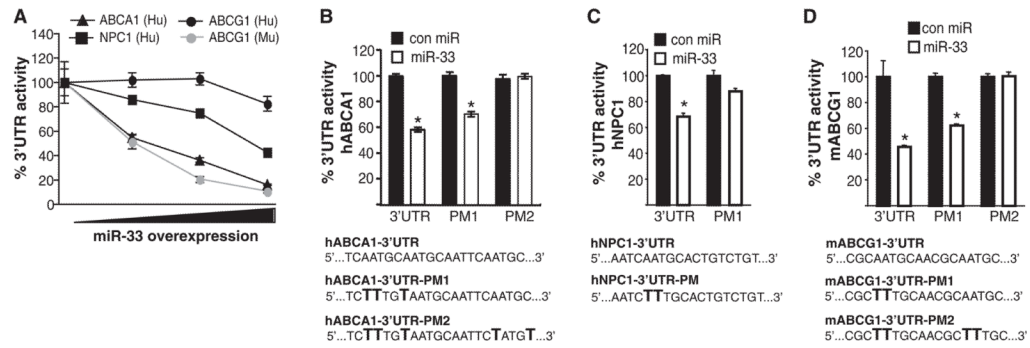 A
ABCA1 (Hu)
ABCG1 (Hu)
NPC1 (Hu)
ABCG1 (Mu)
% 3'UTR activity
140
120
100
80
60
40
20
0
miR-33 overexpression
B
con miR
miR-33
% 3'UTR activity
hABCA1
120
100
80
60
40
20
*
*
3'UTR PM1 PM2
hABCA1-3'UTR
5'...TCAATGCAATGCAATTCAATGC...3'
hABCA1-3'UTR-PM1
5'...TCTTTGTAATGCAATTCAATGC...3'
hABCA1-3'UTR-PM2
5'...TCTTTGTAATGCAATTCTATGT...3'
C
con miR
miR-33
% 3'UTR activity
hNPC1
120
100
80
60
40
20
*
3'UTR PM1
hNPC1-3'UTR
5'...AATCAATGCACTGTCTGT...3'
hNPC1-3'UTR-PM
5'...AATCTTTGCACTGTCTGT...3'
D
con miR
miR-33
% 3'UTR activity
mABCG1
120
100
80
60
40
20
*
*
3'UTR PM1 PM2
mABCG1-3'UTR
5'...CGCAATGCAACGCAATGC...3'
mABCG1-3'UTR-PM1
5'...CGCTTTGCAACGCAATGC...3'
mABCG1-3'UTR-PM2
5'...CGCTTTGCAACGCTTTGC...3'